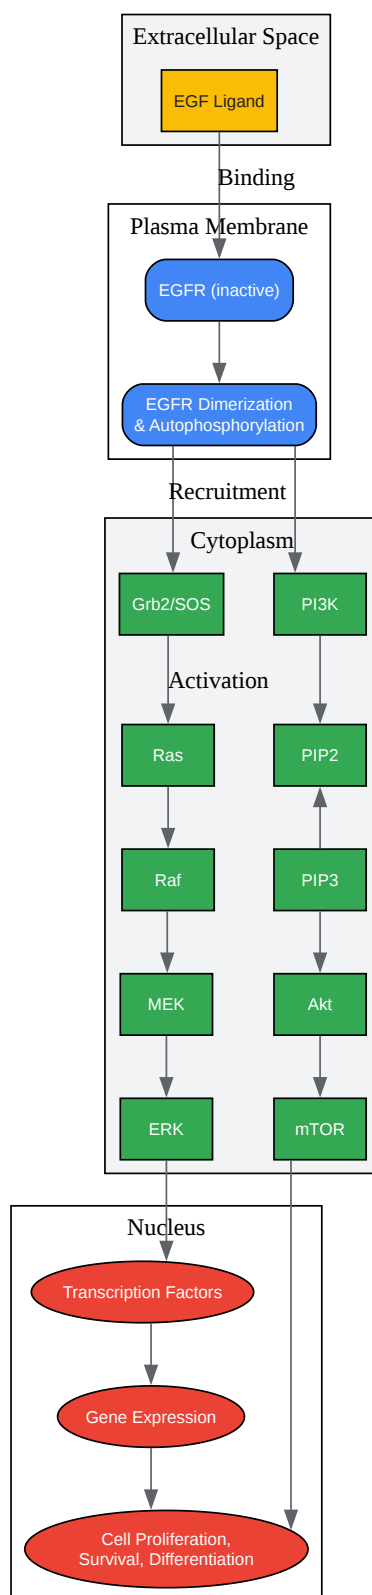 Extracellular Space
EGF Ligand
Binding
Plasma Membrane
EGFR (inactive)
EGFR Dimerization
& Autophosphorylation
Recruitment
Cytoplasm
Grb2/SOS
PI3K
Activation
Ras
PIP2
Raf
PIP3
MEK
Akt
ERK
mTOR
Nucleus
Transcription Factors
Gene Expression
Cell Proliferation,
Survival, Differentiation